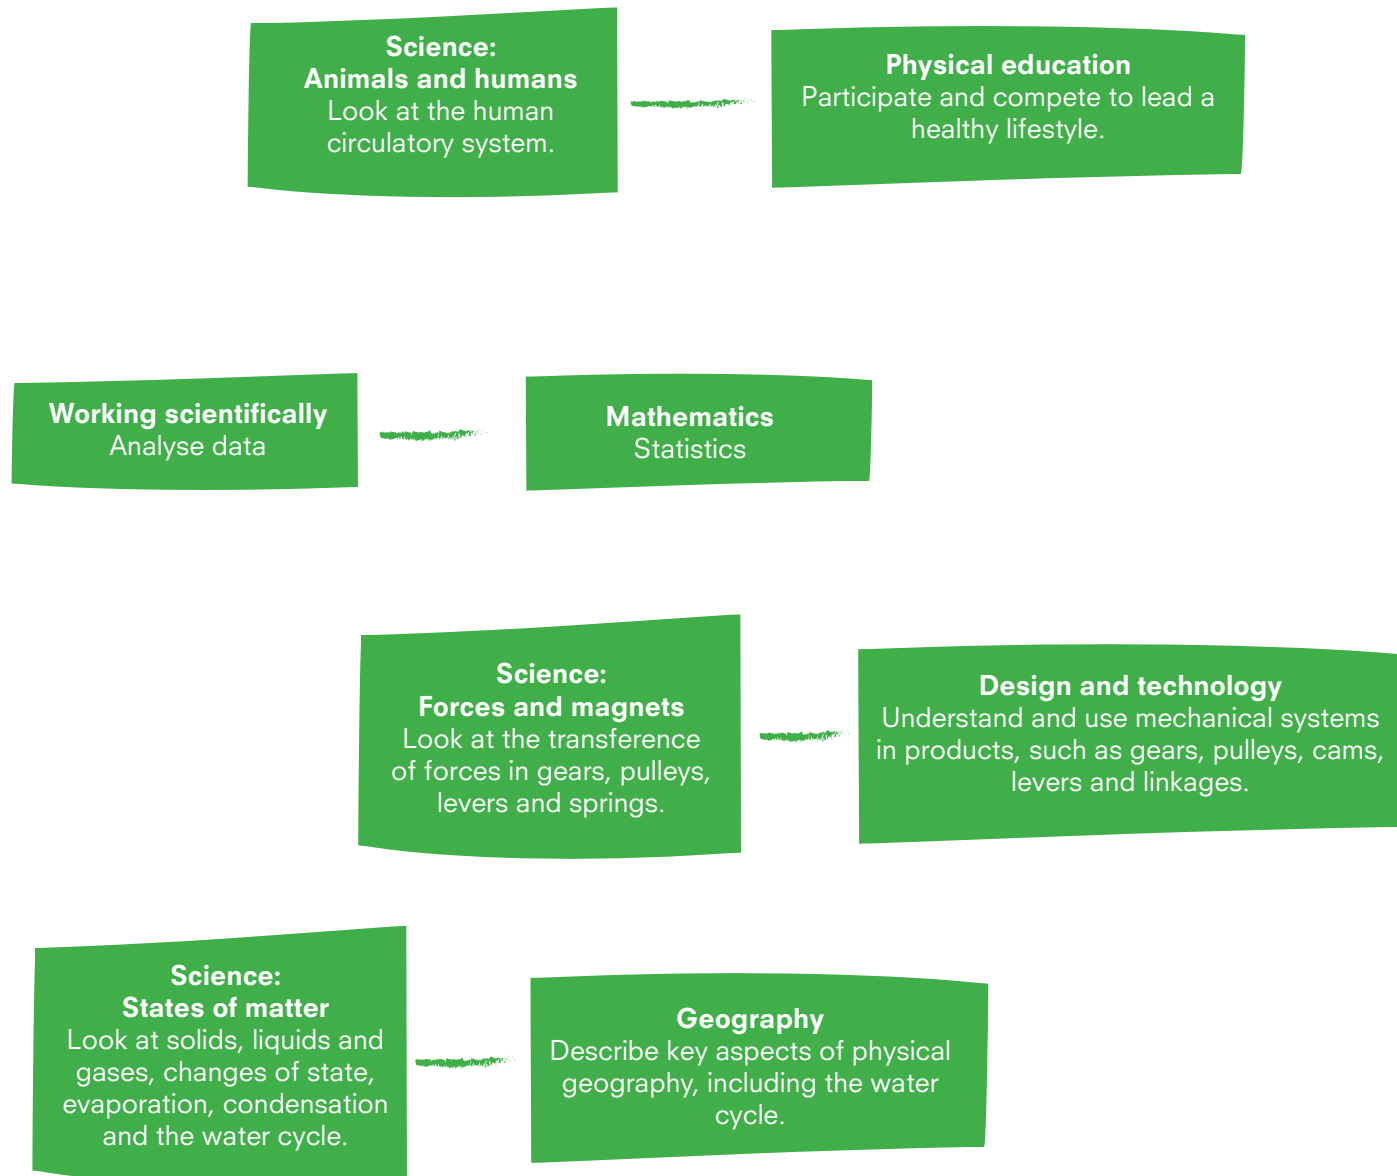 Science:
Animals and humans
Look at the human
circulatory system.
Physical education
Participate and compete to lead a
healthy lifestyle.
Working scientifically
Analyse data
Mathematics
Statistics
Science:
Forces and magnets
Look at the transference
of forces in gears, pulleys,
levers and springs.
Design and technology
Understand and use mechanical systems
in products, such as gears, pulleys, cams,
levers and linkages.
Science:
States of matter
Look at solids, liquids and
gases, changes of state,
evaporation, condensation
and the water cycle.
Geography
Describe key aspects of physical
geography, including the water
cycle.